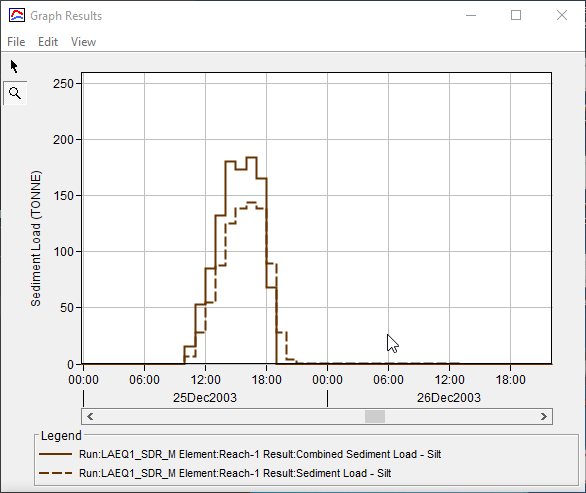 Graph Results
File Edit View
250
200
150
100
50
0
Sediment Load (TONNE)
00:00 06:00 12:00 18:00 00:00 06:00 12:00 18:00
25Dec2003 26Dec2003
Legend
Run:LAEQ1_SDR_M Element:Reach-1 Result:Combined Sediment Load - Silt
Run:LAEQ1_SDR_M Element:Reach-1 Result:Sediment Load - Silt